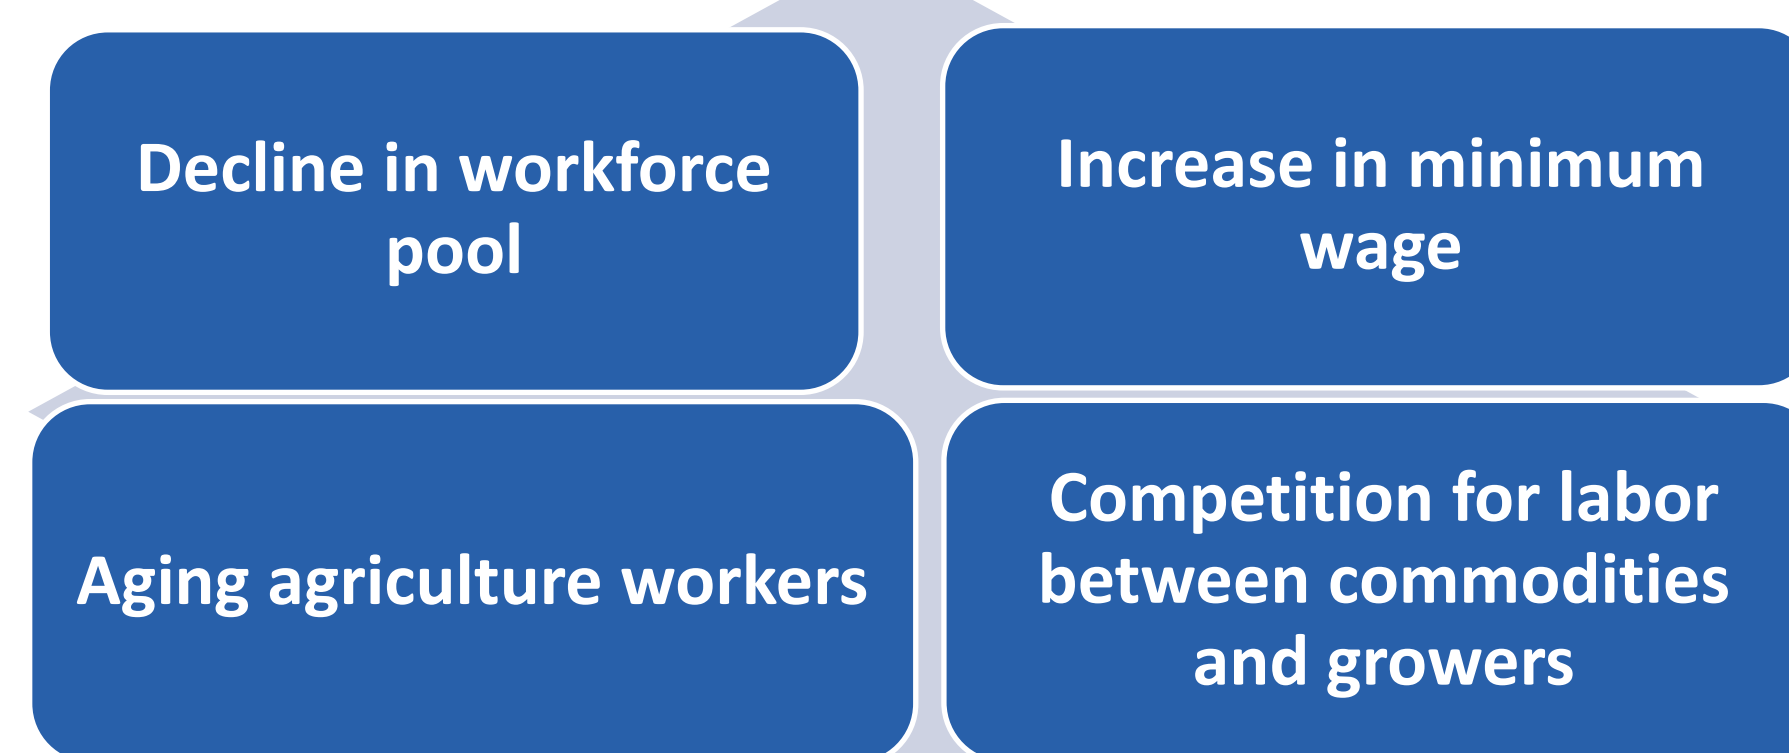 Decline in workforce
pool
Increase in minimum
wage
Aging agriculture workers
Competition for labor
between commodities
and growers